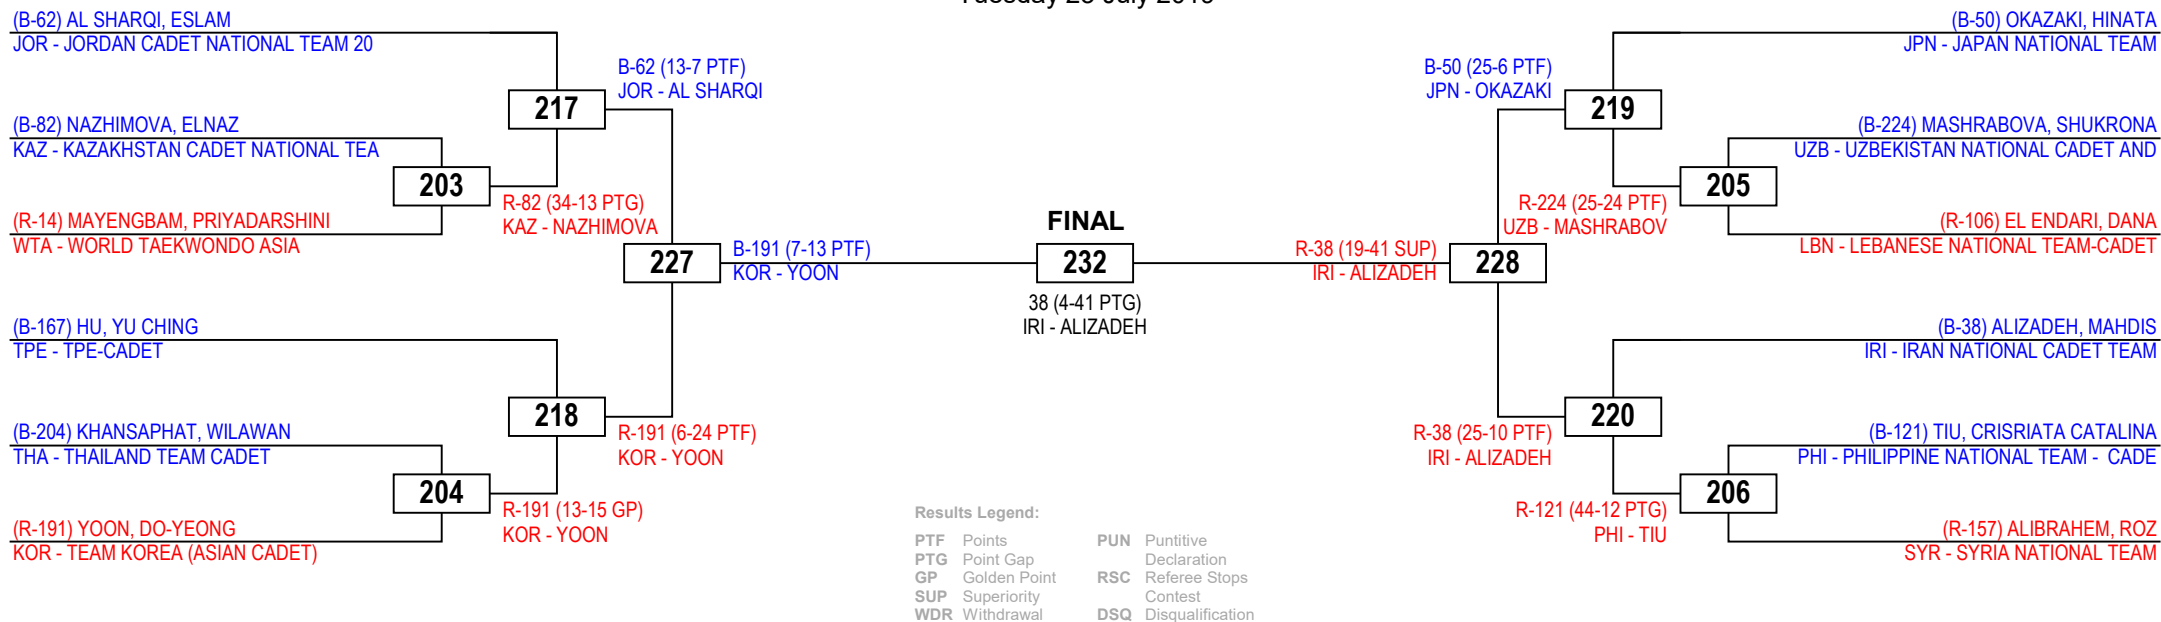 (B-62) AL SHARQI, ESLAM
JOR - JORDAN CADET NATIONAL TEAM 20
B-62 (13-7 PTF)
JOR - AL SHARQI
217
(B-82) NAZHIMOVA, ELNAZ
KAZ - KAZAKHSTAN CADET NATIONAL TEA
203
R-82 (34-13 PTG)
KAZ - NAZHIMOVA
(R-14) MAYENGBAM, PRIYADARSHINI
WTA - WORLD TAEKWONDO ASIA
227
B-191 (7-13 PTF)
KOR - YOON
(B-167) HU, YU CHING
TPE - TPE-CADET
218
R-191 (6-24 PTF)
KOR - YOON
(B-204) KHANSAPHAT, WILAWAN
THA - THAILAND TEAM CADET
204
R-191 (13-15 GP)
KOR - YOON
(R-191) YOON, DO-YEONG
KOR - TEAM KOREA (ASIAN CADET)
FINAL
232
38 (4-41 PTG)
IRI - ALIZADEH
(B-50) OKAZAKI, HINATA
JPN - JAPAN NATIONAL TEAM
B-50 (25-6 PTF)
JPN - OKAZAKI
219
(B-224) MASHRABOVA, SHUKRONA
UZB - UZBEKISTAN NATIONAL CADET AND
205
R-224 (25-24 PTF)
UZB - MASHRABOV
(R-106) EL ENDARI, DANA
LBN - LEBANESE NATIONAL TEAM-CADET
R-38 (19-41 SUP)
IRI - ALIZADEH
228
(B-38) ALIZADEH, MAHDIS
IRI - IRAN NATIONAL CADET TEAM
220
R-38 (25-10 PTF)
IRI - ALIZADEH
(B-121) TIU, CRISRIATA CATALINA
PHI - PHILIPPINE NATIONAL TEAM - CADE
206
R-121 (44-12 PTG)
PHI - TIU
(R-157) ALIBRAHEM, ROZ
SYR - SYRIA NATIONAL TEAM
Results Legend:
PTF Points
PTG Point Gap
GP Golden Point
SUP Superiority
WDR Withdrawal
PUN Puntitive
Declaration
RSC Referee Stops
Contest
DSQ Disqualification